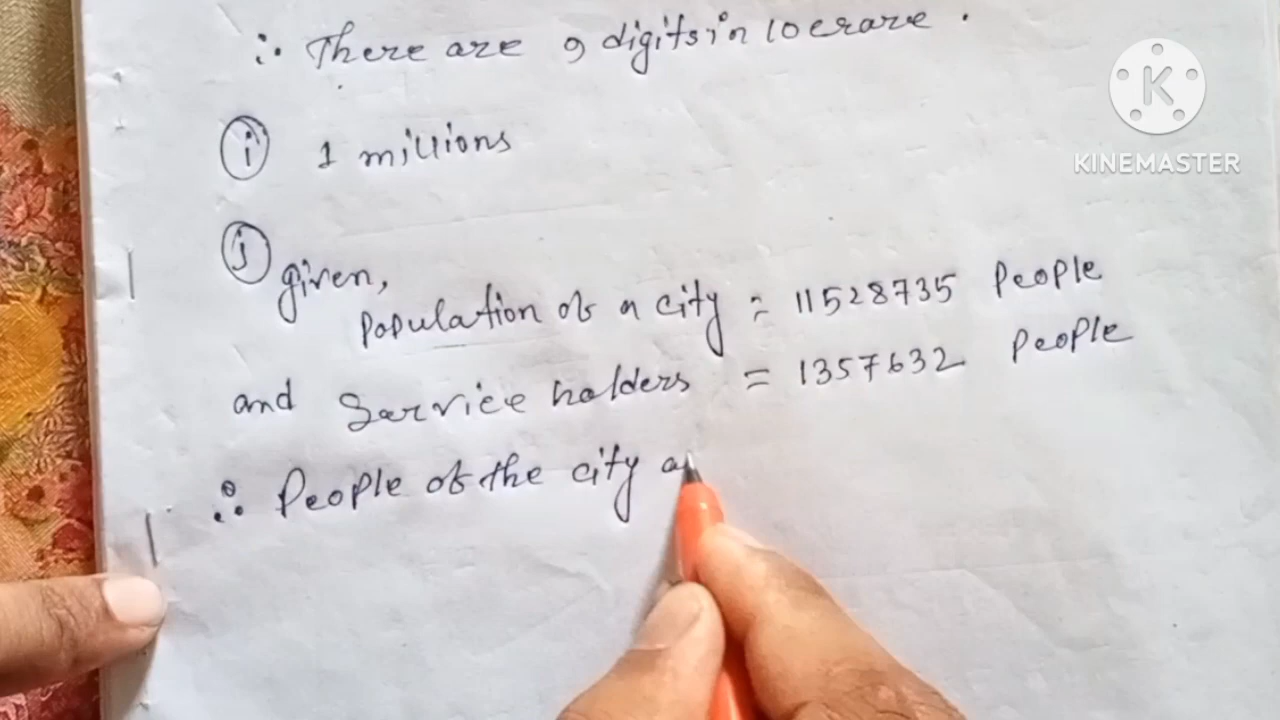 ∴ There are 9 digits in 10 crare.
K
KINEMASTER
ⓘ 1 millions
ⓙ given,
population of a city = 11528735 People
and Service holders = 1357632 People
∴ People of the city a